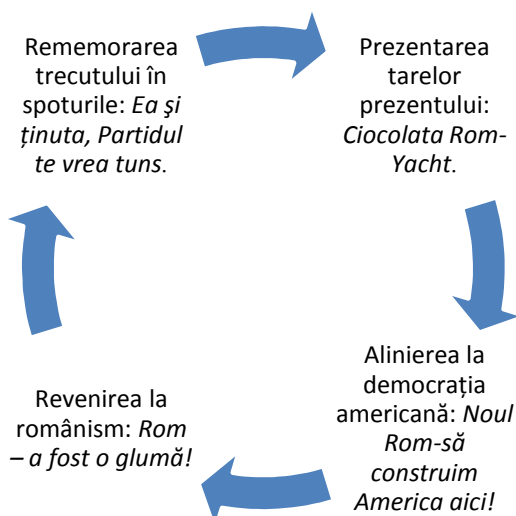 Rememorarea
trecutului în
spoturile: Ea şi
ţinuta, Partidul
te vrea tuns.
Prezentarea
tarelor
prezentului:
Ciocolata Rom-
Yacht.
Alinierea la
democrația
americană: Noul
Rom-să
construim
America aici!
Revenirea la
românism: Rom
– a fost o glumă!